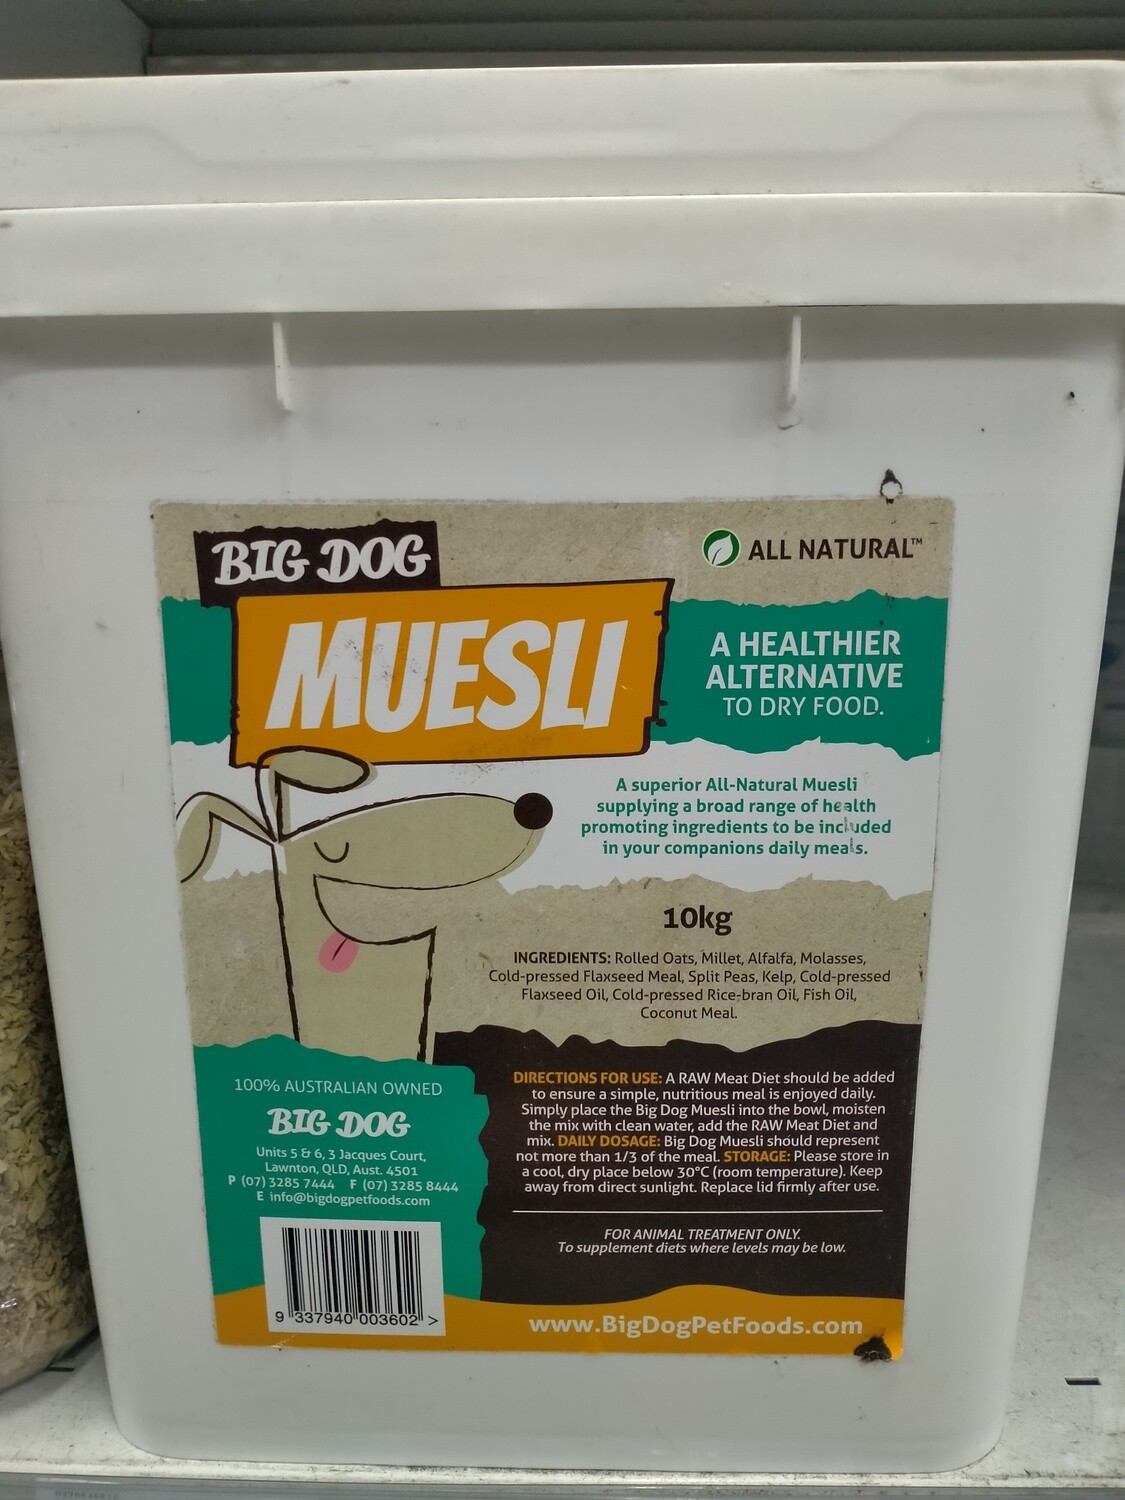 BIG DOG
MUESLI
ALL NATURAL™
A HEALTHIER
ALTERNATIVE
TO DRY FOOD.
A superior All-Natural Muesli
supplying a broad range of health
promoting ingredients to be included
in your companions daily meals.
10kg
INGREDIENTS: Rolled Oats, Millet, Alfalfa, Molasses,
Cold-pressed Flaxseed Meal, Split Peas, Kelp, Cold-pressed
Flaxseed Oil, Cold-pressed Rice-bran Oil, Fish Oil,
Coconut Meal.
100% AUSTRALIAN OWNED
BIG DOG
Units 5 & 6, 3 Jacques Court,
Lawnton, QLD, Aust. 4501
P (07) 3285 7444 F (07) 3285 8444
E info@bigdogpetfoods.com
9 337940 003602 >
DIRECTIONS FOR USE: A RAW Meat Diet should be added
to ensure a simple, nutritious meal is enjoyed daily.
Simply place the Big Dog Muesli into the bowl, moisten
the mix with clean water, add the RAW Meat Diet and
mix. DAILY DOSAGE: Big Dog Muesli should represent
not more than 1/3 of the meal. STORAGE: Please store in
a cool, dry place below 30°C (room temperature). Keep
away from direct sunlight. Replace lid firmly after use.
FOR ANIMAL TREATMENT ONLY.
To supplement diets where levels may be low.
www.BigDogPetFoods.com